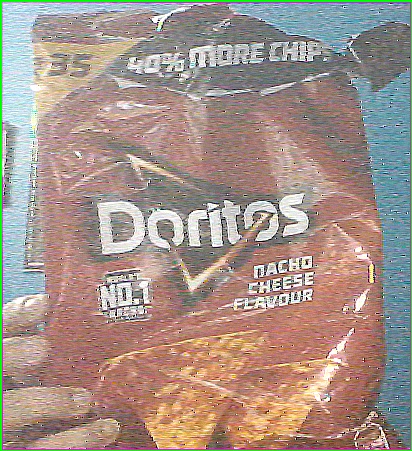 40% MORE CHIPS
Doritos
NO.1
NACHO
CHEESE
FLAVOUR